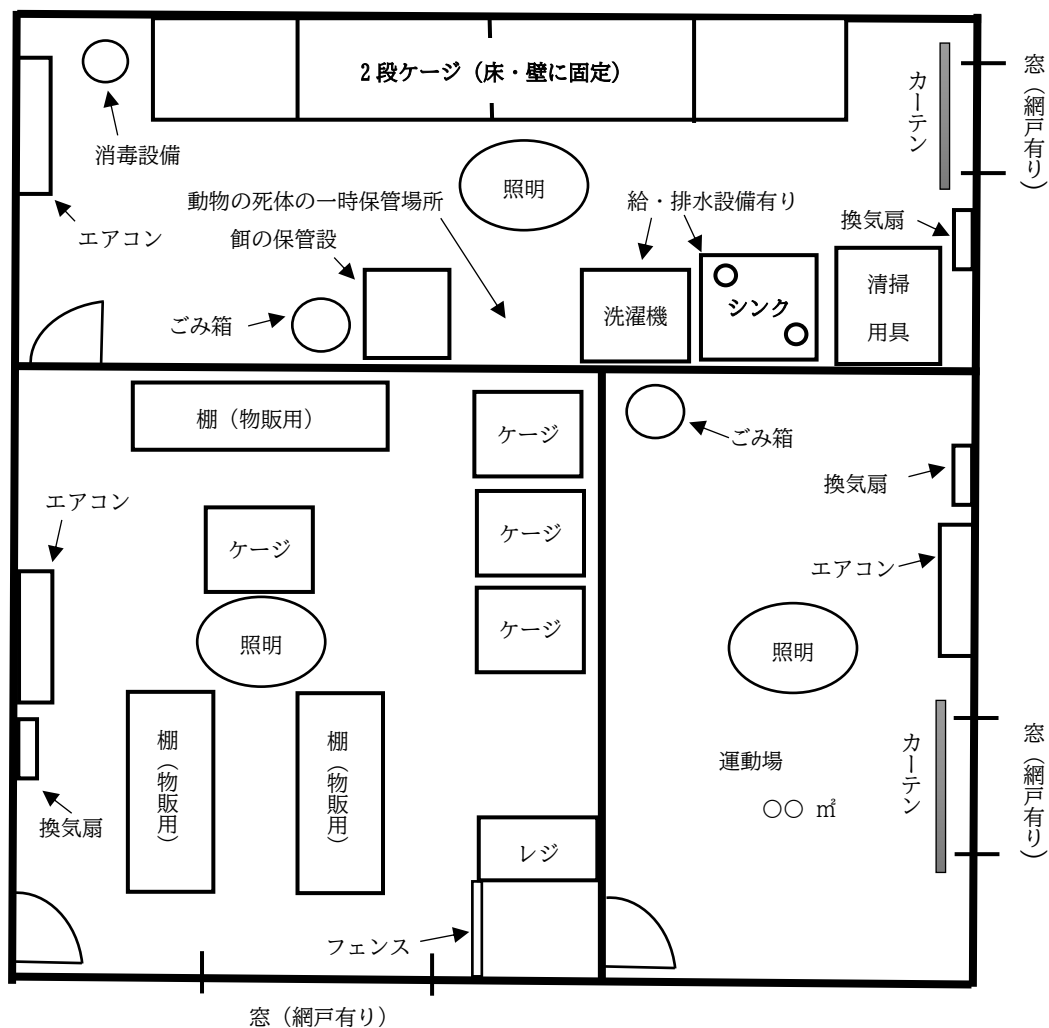 2段ケージ（床・壁に固定）
カーテン
窓（網戸有り）
消毒設備
照明
動物の死体の一時保管場所
給・排水設備有り
エアコン
餌の保管設
換気扇
ごみ箱
洗濯機
シンク
清掃
用具
棚（物販用）
ケージ
ごみ箱
エアコン
換気扇
ケージ
ケージ
エアコン
ケージ
照明
照明
棚（物販用）
棚（物販用）
カーテン
窓（網戸有り）
運動場
○○ ㎡
換気扇
レジ
フェンス
窓（網戸有り）